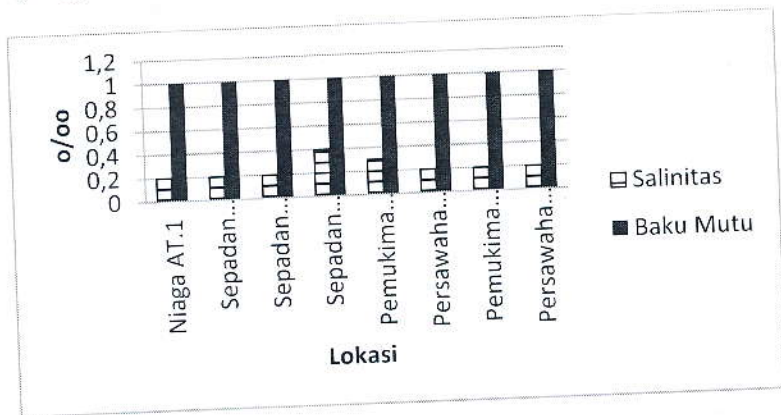 1,2
1
0,8
0,6
0,4
0,2
0
o/oo
Niaga AT.1
Sepadan...
Sepadan...
Sepadan...
Pemukima...
Persawaha...
Pemukima...
Persawaha...
Lokasi
Salinitas
Baku Mutu